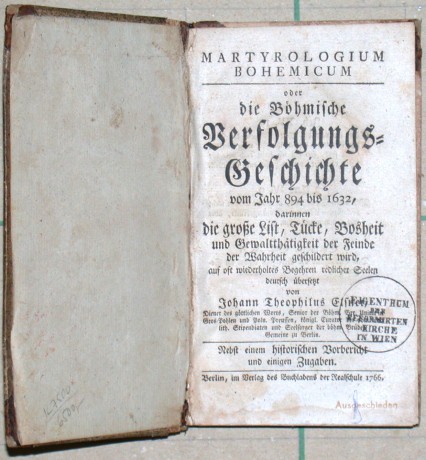 MARTYROLOGIUM
BOHEMICUM
oder
die Böhmische
Verfolgungs-
Geschichte
vom Jahr 894 bis 1632,
darinnen
die große List, Tücke, Bosheit
und Gewaltthätigkeit der Feinde
der Wahrheit geschildert wird,
auf oft wiederholtes Begehren redlicher Seelen
deutsch übersetzt
von
Johann Theophilus Elsner,
Diener des göttlichen Worts, Senior der Böhm.
Gros-Pohlen und Preussen, königl.
Stipendiaten und Seelsorger der böhm.
Gemeine zu Berlin.
Nebst einem historischen Vorbericht
und einigen Zugaben.
Berlin, im Verlag des Buchladens der Realschule 1766.
EIGENTHUM
DER
REFORMIRTEN
KIRCHE
IN WIEN
Ausgeschieden